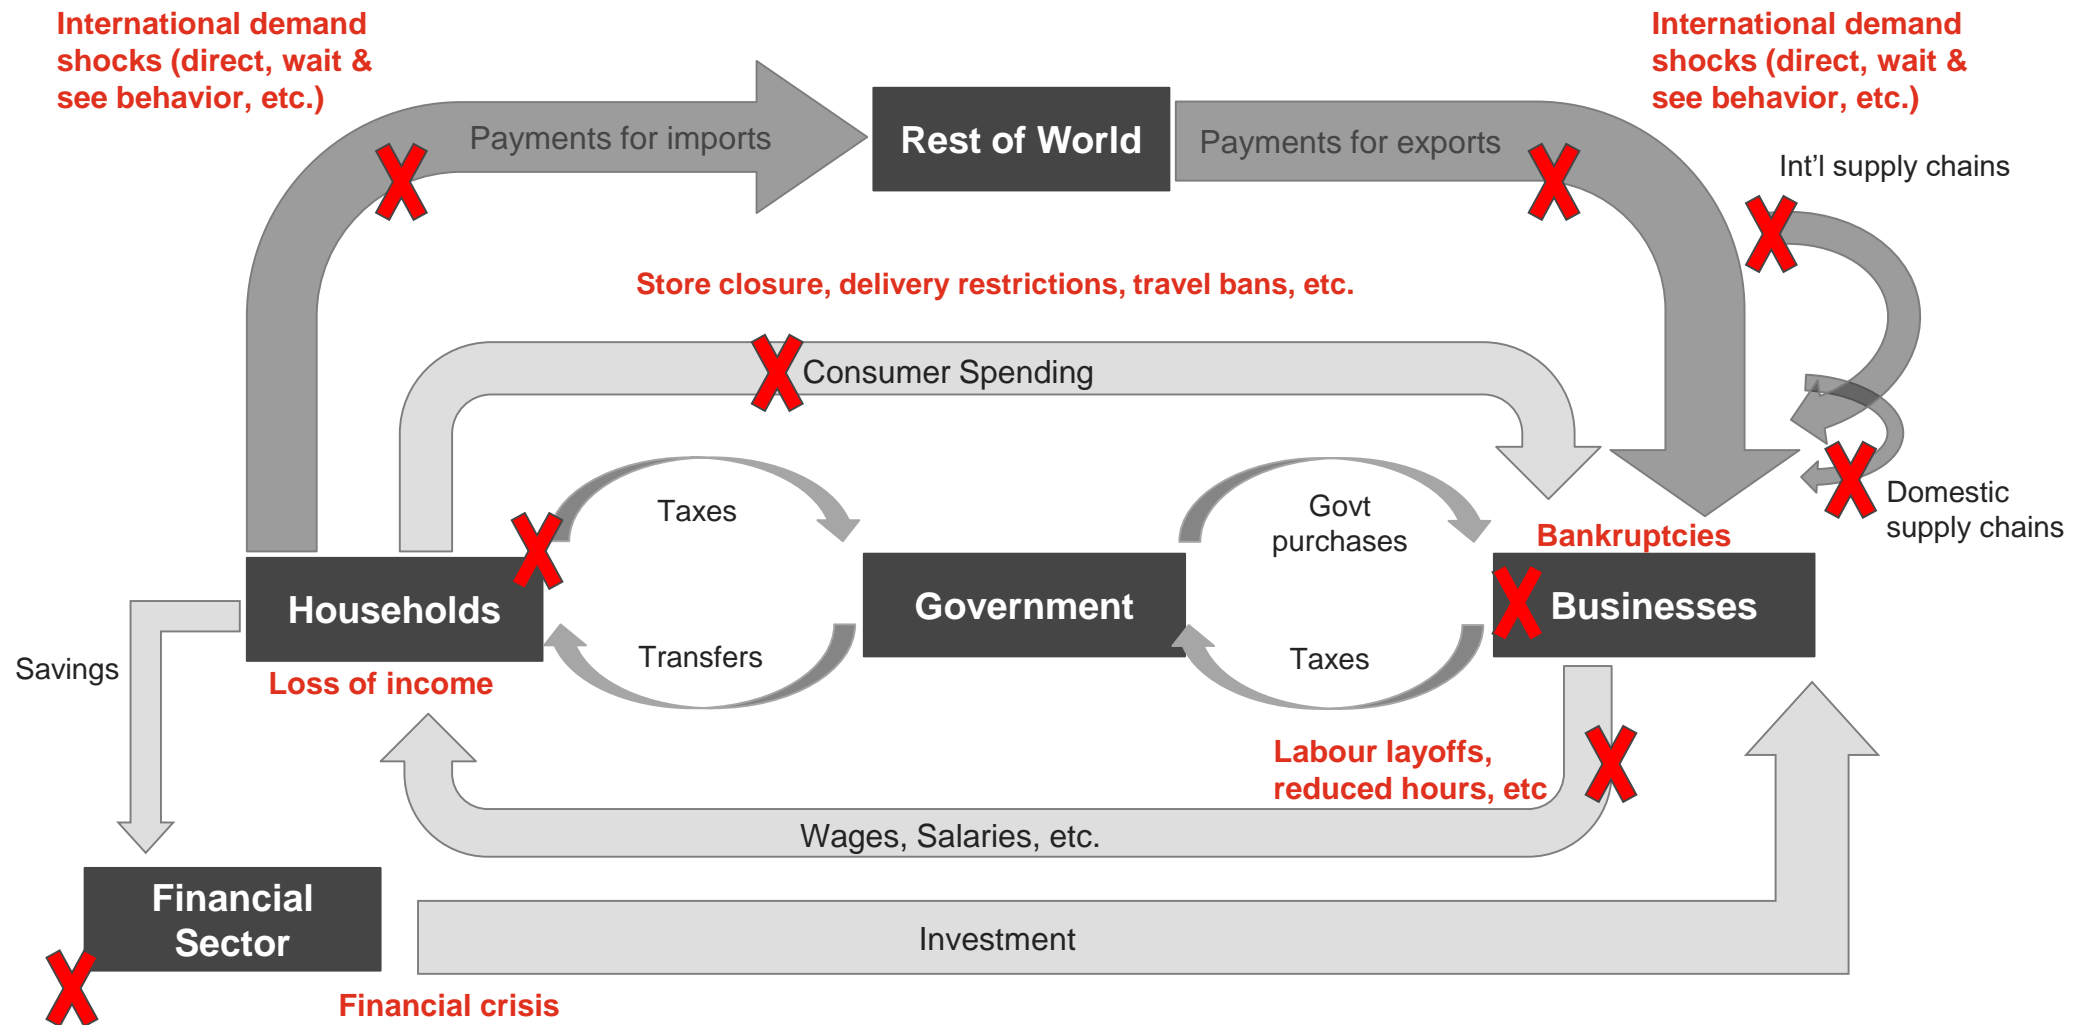 International demand
shocks (direct, wait &
see behavior, etc.)
International demand
shocks (direct, wait &
see behavior, etc.)
Payments for imports
Rest of World
Payments for exports
Int’l supply chains
Store closure, delivery restrictions, travel bans, etc.
Consumer Spending
Taxes
Govt
purchases
Domestic
supply chains
Bankruptcies
Households
Government
Businesses
Savings
Transfers
Taxes
Loss of income
Labour layoffs,
reduced hours, etc
Wages, Salaries, etc.
Financial
Sector
Investment
Financial crisis